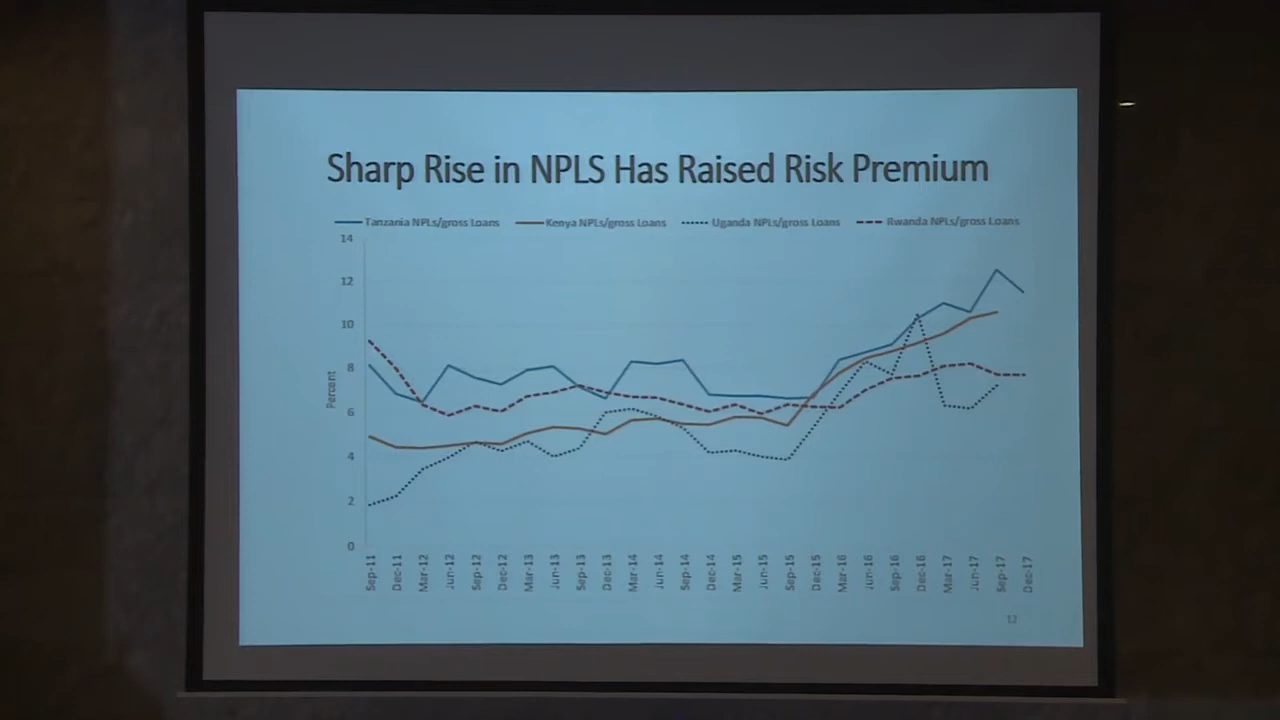 Sharp Rise in NPLS Has Raised Risk Premium
Tanzania NPLs/gross Loans Kenya NPLs/gross Loans Uganda NPLs/gross Loans Rwanda NPLs/gross Loans
14
12
10
8
6
4
2
0
Percent
Sep-11 Dec-11 Mar-12 Jun-12 Sep-12 Dec-12 Mar-13 Jun-13 Sep-13 Dec-13 Mar-14 Jun-14 Sep-14 Dec-14 Mar-15 Jun-15 Sep-15 Dec-15 Mar-16 Jun-16 Sep-16 Dec-16 Mar-17 Jun-17 Sep-17 Dec-17
12